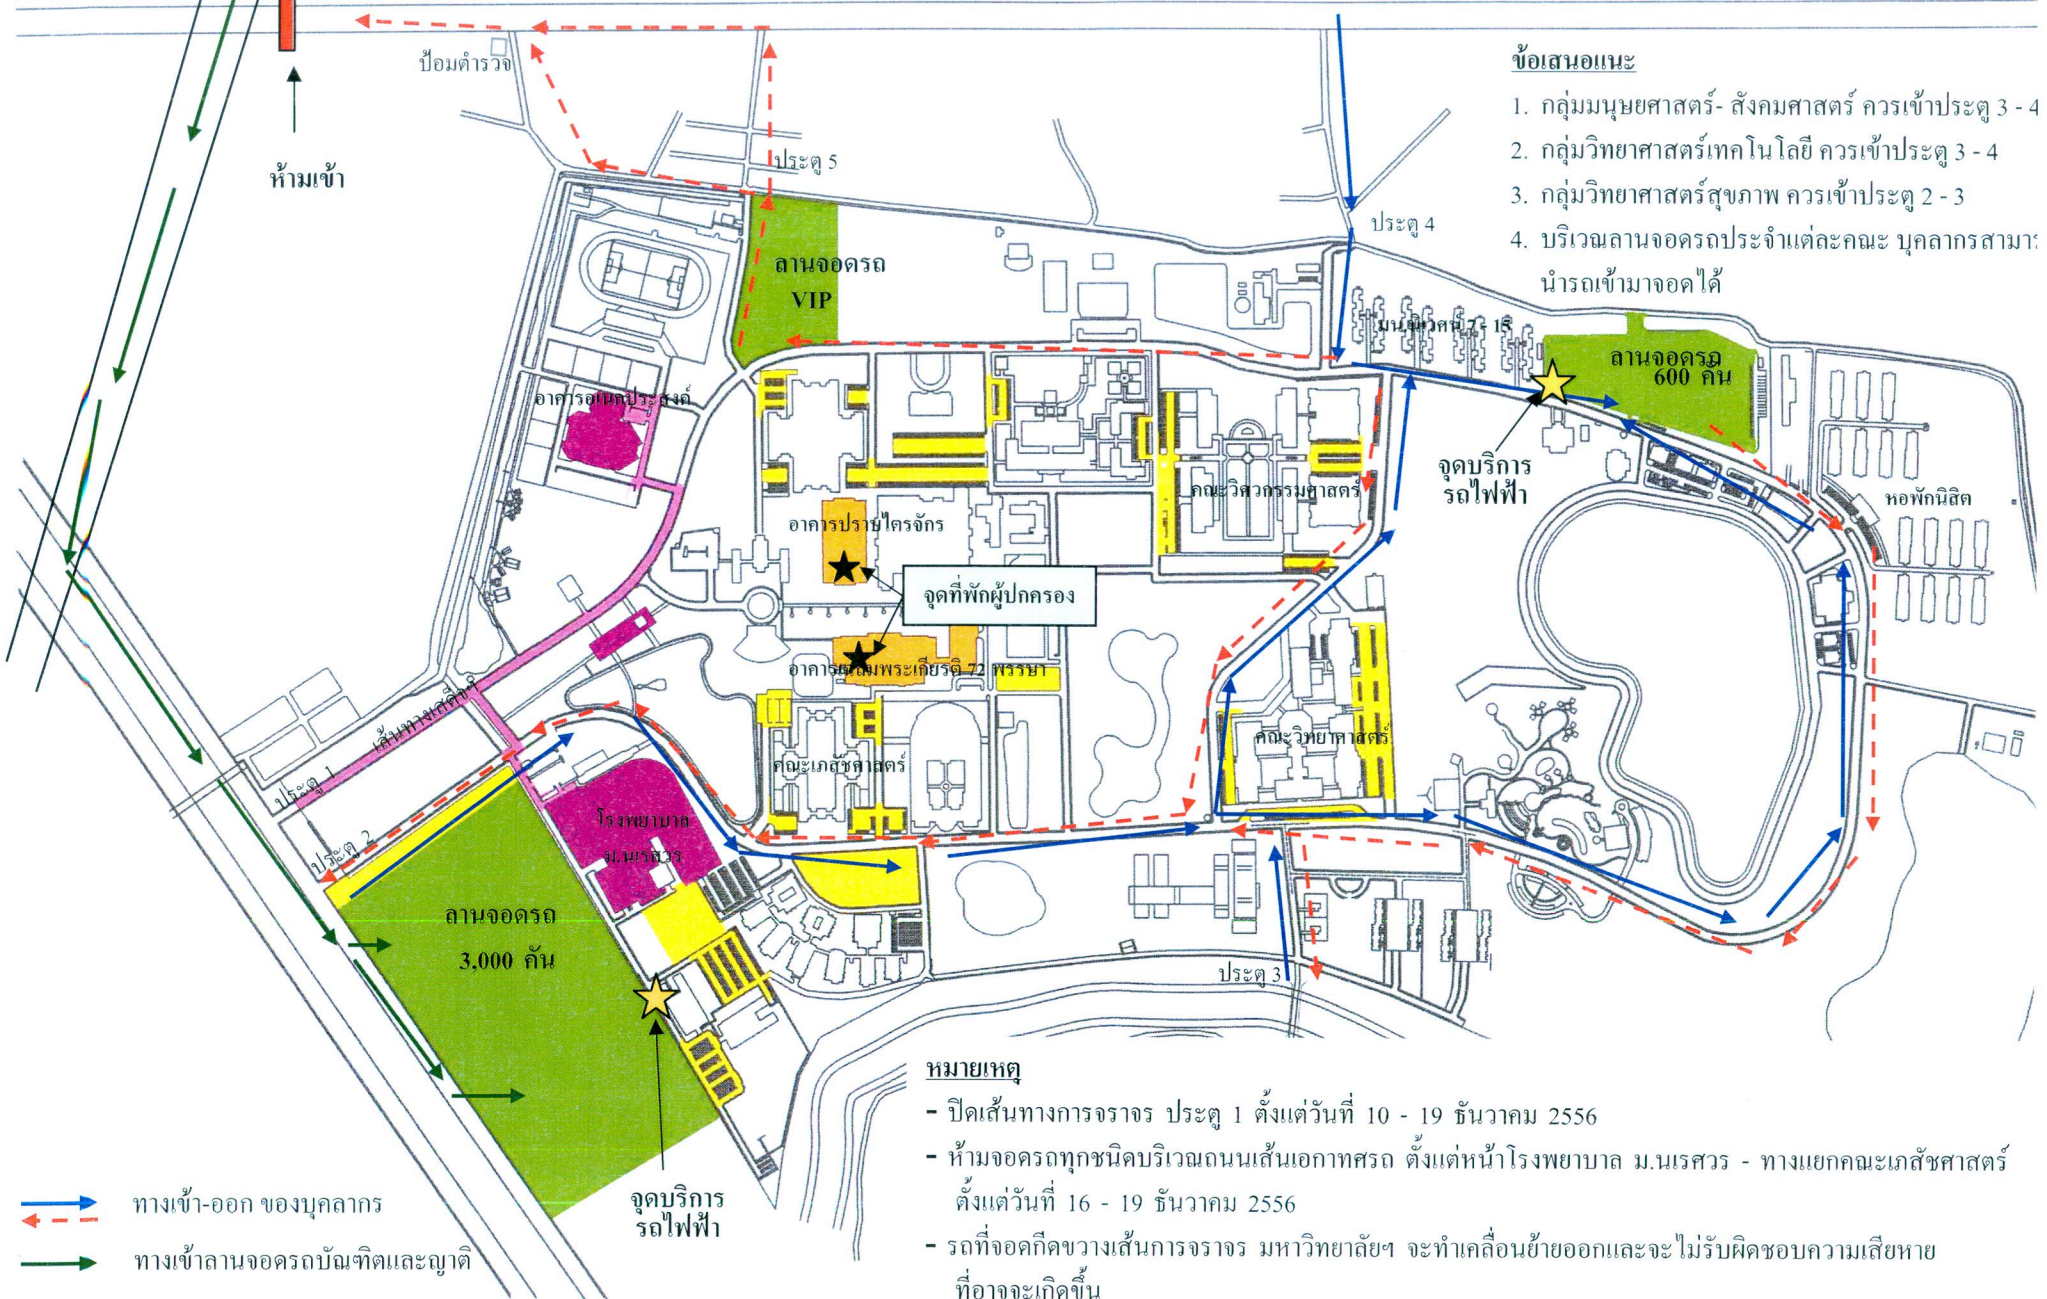 ป้อมตำรวจ
ห้ามเข้า
ประตู 5
ประตู 4
ข้อเสนอแนะ
1. กลุ่มมนุษยศาสตร์- สังคมศาสตร์ ควรเข้าประตู 3 - 4
2. กลุ่มวิทยาศาสตร์เทคโนโลยี ควรเข้าประตู 3 - 4
3. กลุ่มวิทยาศาสตร์สุขภาพ ควรเข้าประตู 2 - 3
4. บริเวณลานจอดรถประจำแต่ละคณะ บุคลากรสามาร
นำรถเข้ามาจอดได้
ลานจอดรถ
VIP
มน.นิเวศน์ 7 - 15
ลานจอดรถ
600 คัน
อาคารอเนกประสงค์
จุดบริการ
รถไฟฟ้า
คณะวิศวกรรมศาสตร์
หอพักนิสิต
อาคารปราบไตรจักร
จุดที่พักผู้ปกครอง
อาคารเฉลิมพระเกียรติ 72 พรรษา
เส้นทางเสด็จฯ
คณะวิทยาศาสตร์
คณะเภสัชศาสตร์
ประตู 1
ประตู 2
โรงพยาบาล
ม.นเรศวร
ลานจอดรถ
3,000 คัน
ประตู 3
หมายเหตุ
- ปิดเส้นทางการจราจร ประตู 1 ตั้งแต่วันที่ 10 - 19 ธันวาคม 2556
- ห้ามจอดรถทุกชนิดบริเวณถนนเส้นเอกาทศรถ ตั้งแต่หน้าโรงพยาบาล ม.นเรศวร - ทางแยกคณะเภสัชศาสตร์
ตั้งแต่วันที่ 16 - 19 ธันวาคม 2556
- รถที่จอดกีดขวางเส้นการจราจร มหาวิทยาลัยฯ จะทำเคลื่อนย้ายออกและจะไม่รับผิดชอบความเสียหาย
ที่อาจจะเกิดขึ้น
จุดบริการ
รถไฟฟ้า
ทางเข้า-ออก ของบุคลากร
ทางเข้าลานจอดรถบัณฑิตและญาติ